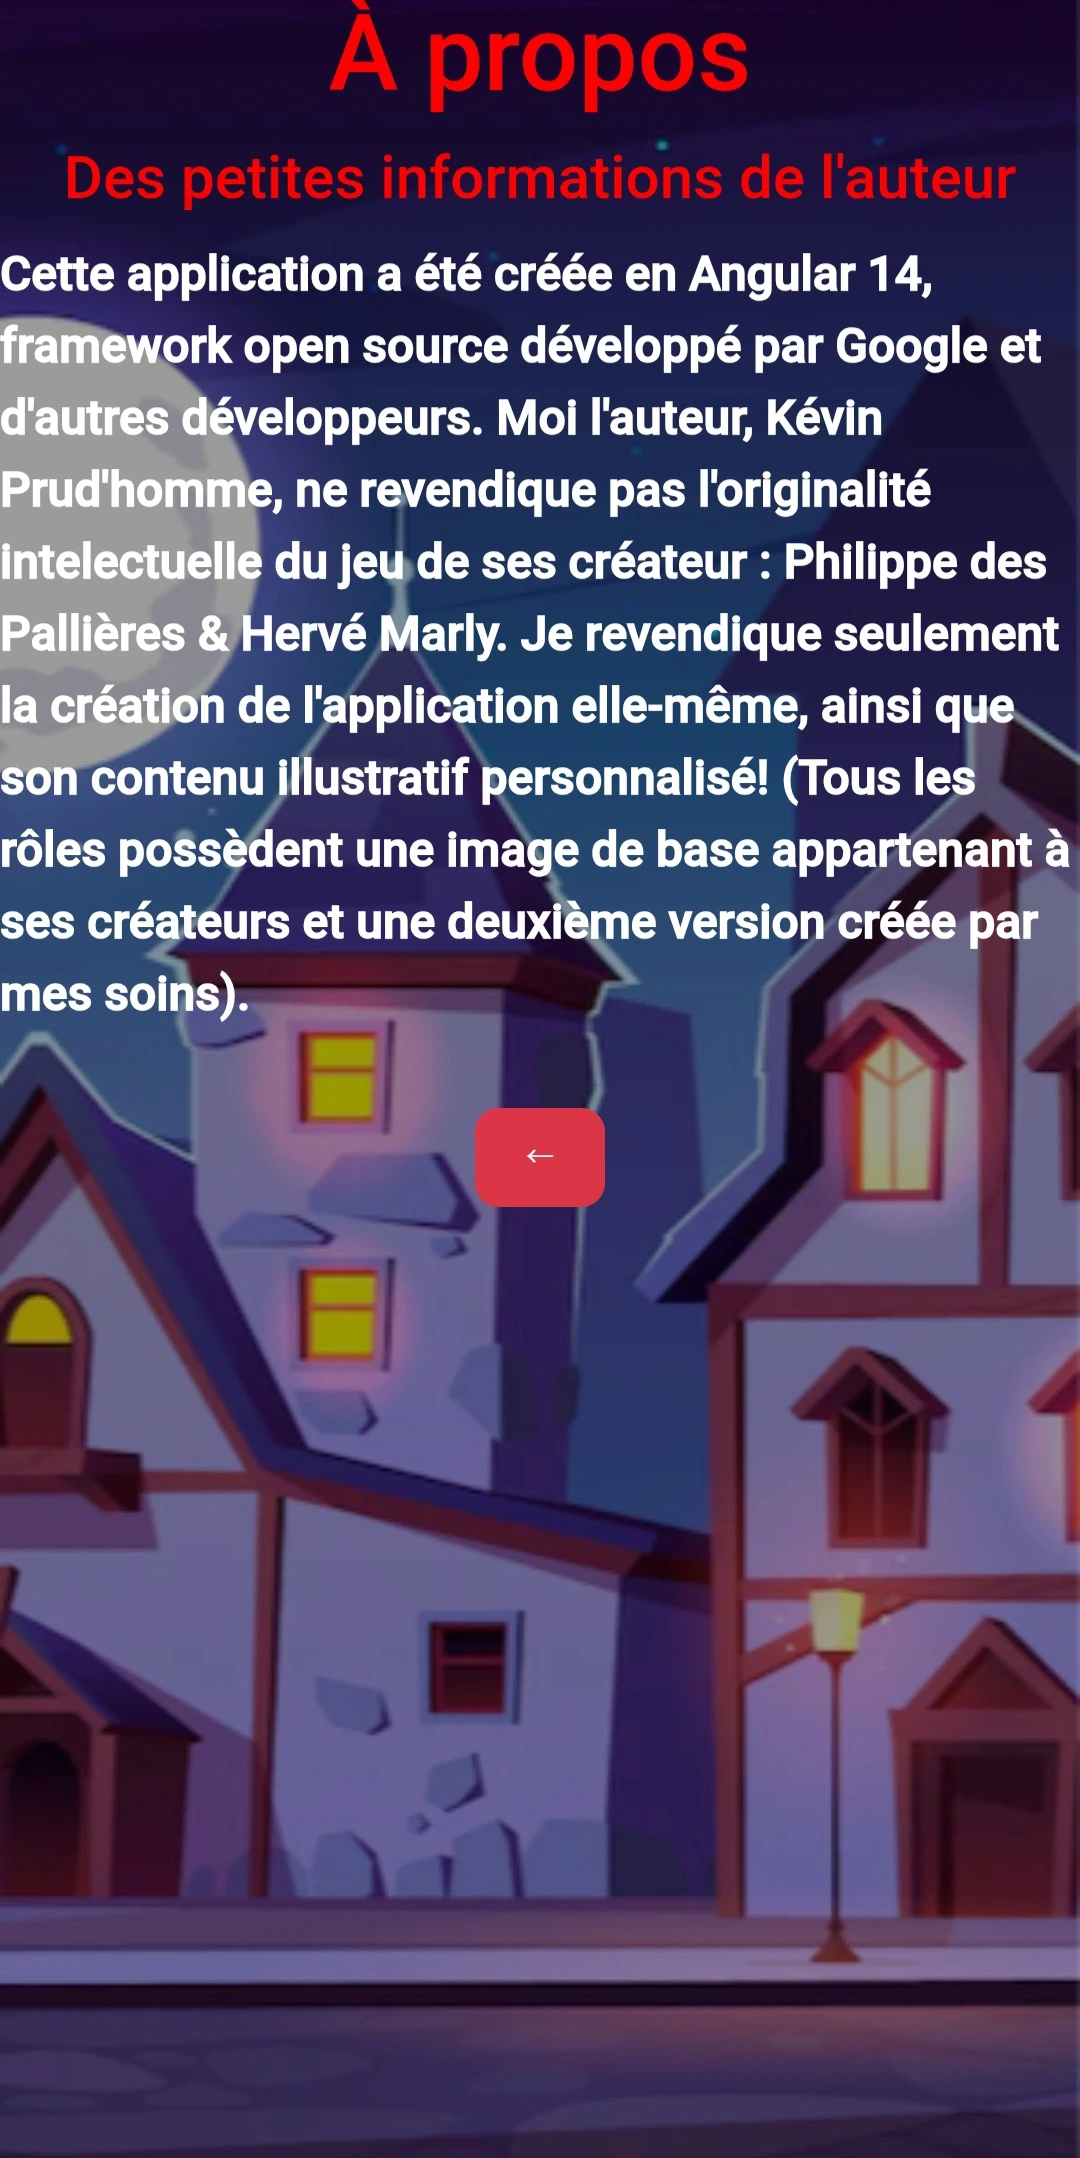 À propos
Des petites informations de l'auteur
Cette application a été créée en Angular 14,
framework open source développé par Google et
d'autres développeurs. Moi l'auteur, Kévin
Prud'homme, ne revendique pas l'originalité
intelectuelle du jeu de ses créateur : Philippe des
Pallières & Hervé Marly. Je revendique seulement
la création de l'application elle-même, ainsi que
son contenu illustratif personnalisé! (Tous les
rôles possèdent une image de base appartenant à
ses créateurs et une deuxième version créée par
mes soins).
←